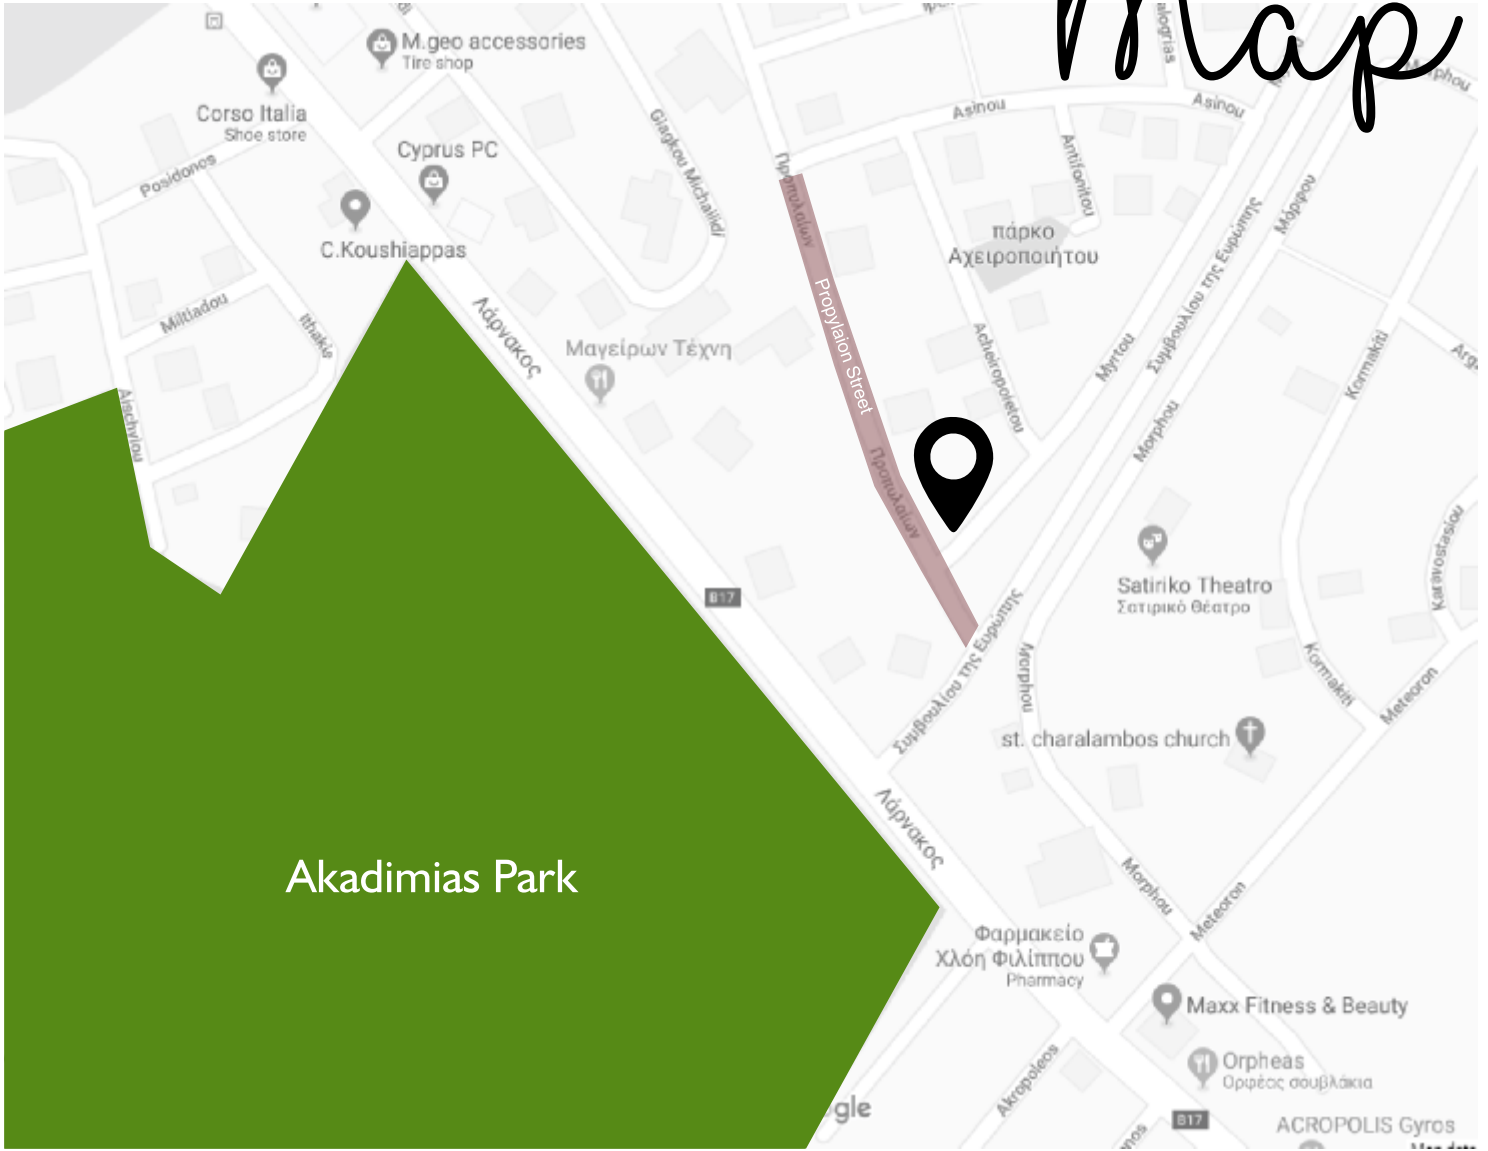 Map
M.geo accessories
Tire shop
Corso Italia
Shoe store
Cyprus PC
Posidonos
C.Koushiappas
Miltiadou
Ithakis
Aischylou
Giagkou Michailidi
Λάρνακος
Μαγείρων Τέχνη
Asinou
Asinou
Antifonitou
Morphou
πάρκο
Αχειροποιήτου
Προπυλαίων
Propylaion Street
Προπυλαίων
Acheiropoietou
Myrtou
Συμβουλίου της Ευρώπης
Μόρφου
Morphou
Kormakiti
Karavostasiou
B17
Satiriko Theatro
Σατιρικό Θέατρο
Συμβουλίου της Ευρώπης
Morphou
Kormakiti
Meteoron
st. charalambos church
Λάρνακος
Akadimias Park
Morphou
Meteoron
Φαρμακείο
Χλόη Φιλίππου
Pharmacy
Maxx Fitness & Beauty
Orpheas
Ορφέας σουβλάκια
Akropoleos
gle
B17
ACROPOLIS Gyros